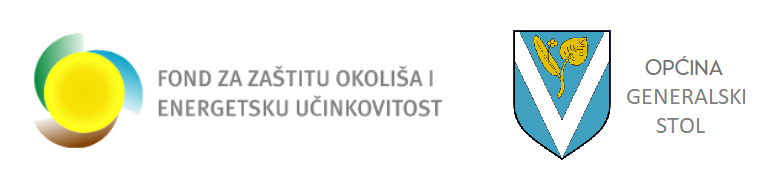 FOND ZA ZAŠTITU OKOLIŠA I
ENERGETSKU UČINKOVITOST
OPĆINA
GENERALSKI
STOL